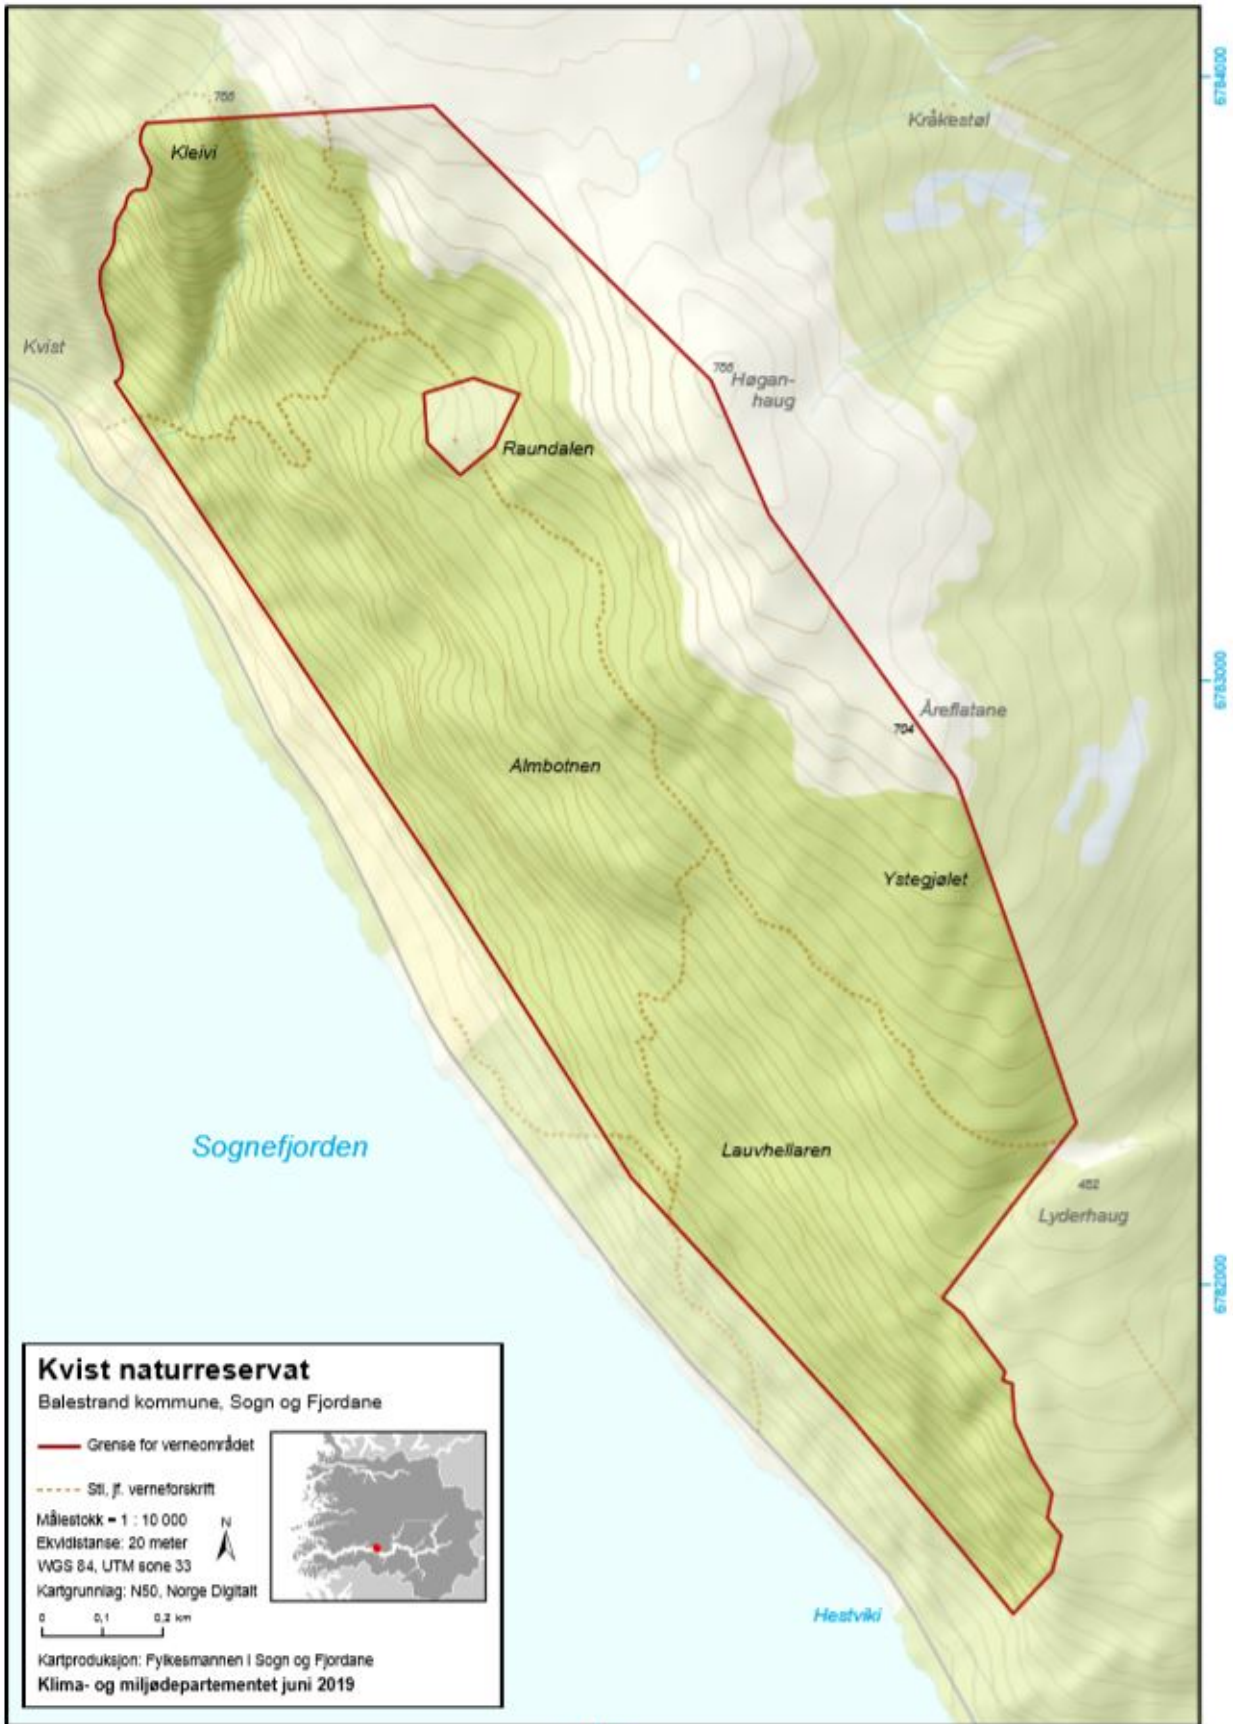 6784000
766
Kråkestøl
Kleivi
Kvist
766
Høgan-
haug
Raundalen
6783000
Åreflatane
704
Almbotnen
Ystegjølet
Sognefjorden
Lauvhellaren
482
Lyderhaug
6782000
Kvist naturreservat
Balestrand kommune, Sogn og Fjordane
Grense for verneområdet
Sti, jf. verneforskrift
Målestokk = 1 : 10 000
N
Ekvidistanse: 20 meter
WGS 84, UTM sone 33
Kartgrunnlag: N50, Norge Digitalt
0 0,1 0,2 km
Hestviki
Kartproduksjon: Fylkesmannen i Sogn og Fjordane
Klima- og miljødepartementet juni 2019